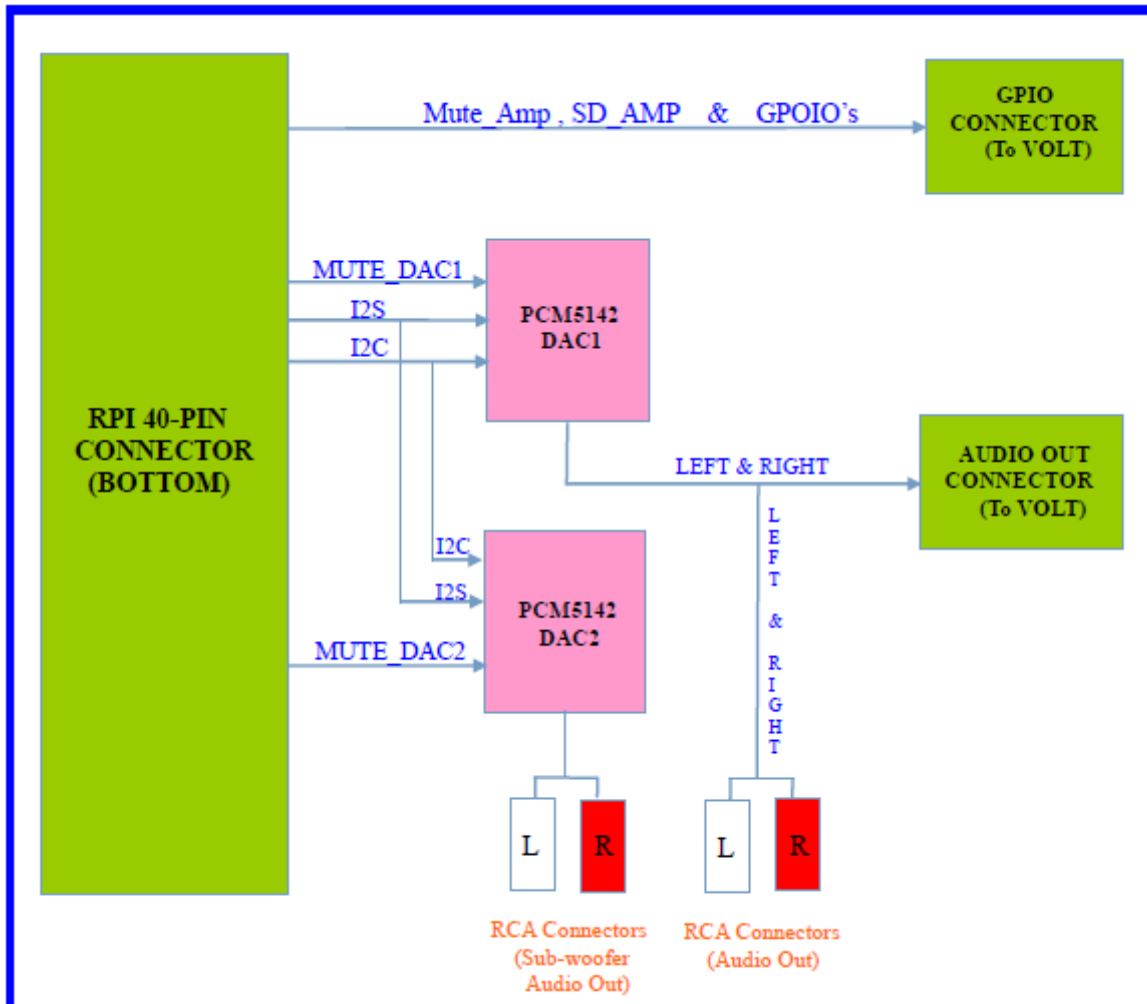 Mute_Amp , SD_AMP & GPOIO's
GPIO
CONNECTOR
(To VOLT)
MUTE_DAC1
I2S
I2C
PCM5142
DAC1
RPI 40-PIN
CONNECTOR
(BOTTOM)
LEFT & RIGHT
AUDIO OUT
CONNECTOR
(To VOLT)
LEFT & RIGHT
I2C
I2S
PCM5142
DAC2
MUTE_DAC2
L
R
L
R
RCA Connectors
(Sub-woofer
Audio Out)
RCA Connectors
(Audio Out)